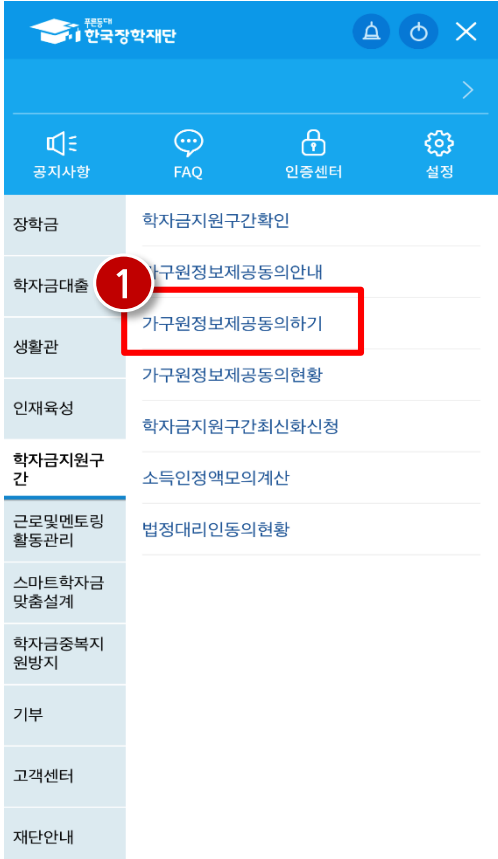 푸른등대
한국장학재단
공지사항
FAQ
인증센터
설정
장학금
학자금대출
생활관
인재육성
학자금지원구
간
근로및멘토링
활동관리
스마트학자금
맞춤설계
학자금중복지
원방지
기부
고객센터
재단안내
학자금지원구간확인
1
가구원정보제공동의안내
가구원정보제공동의하기
가구원정보제공동의현황
학자금지원구간최신화신청
소득인정액모의계산
법정대리인동의현황